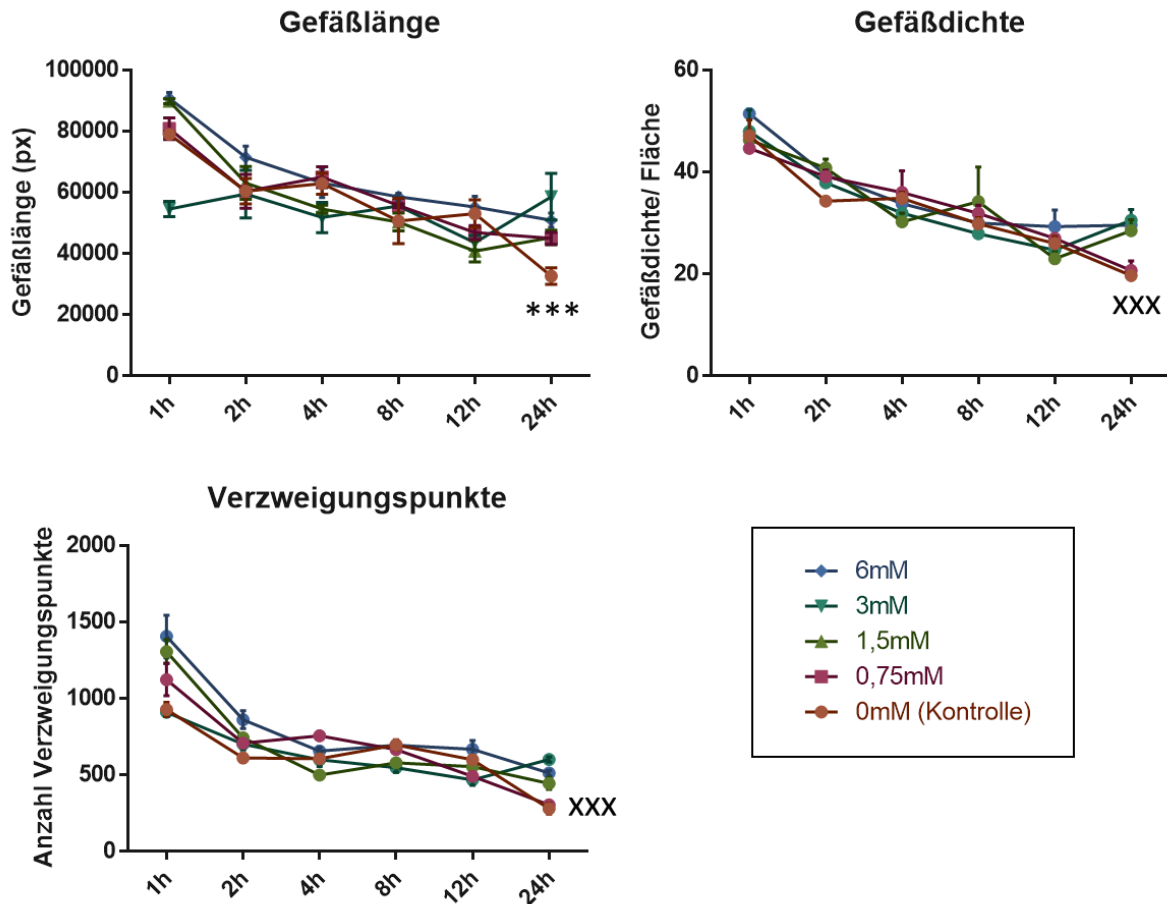 Gefäßlänge
Gefäßlänge (px)
100000
80000
60000
40000
20000
0
1h
2h
4h
8h
12h
24h
***
Gefäßdichte
Gefäßdichte/ Fläche
60
40
20
0
1h
2h
4h
8h
12h
24h
XXX
Verzweigungspunkte
Anzahl Verzweigungspunkte
2000
1500
1000
500
0
1h
2h
4h
8h
12h
24h
XXX
6mM
3mM
1,5mM
0,75mM
0mM (Kontrolle)